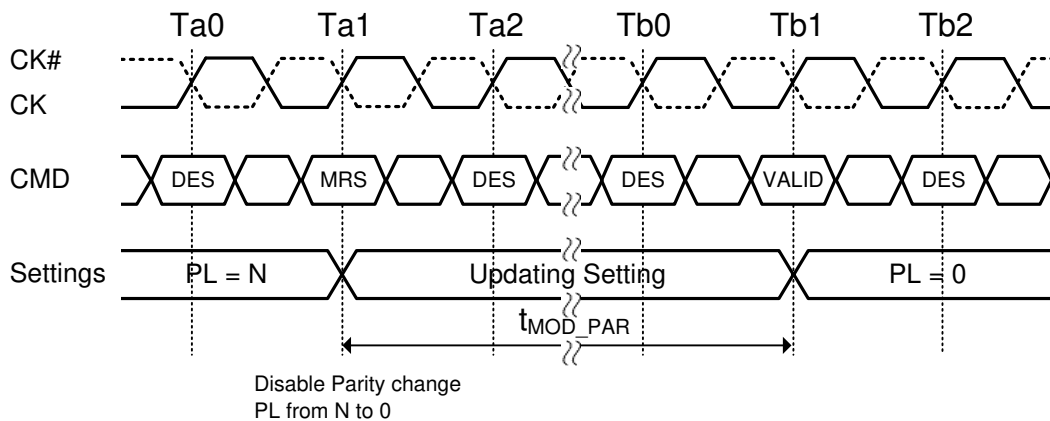 Ta0 Ta1 Ta2 Tb0 Tb1 Tb2
CK#
CK
CMD DES MRS DES DES VALID DES
Settings PL = N Updating Setting PL = 0
tMOD_PAR
Disable Parity change
PL from N to 0